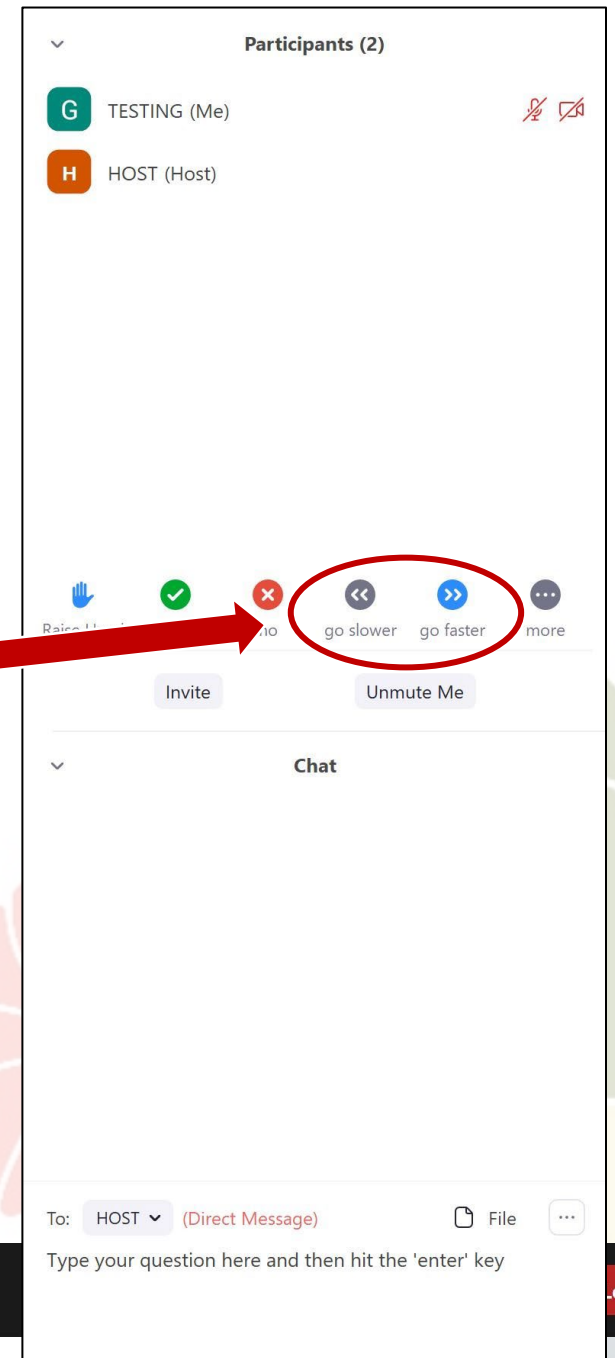 Participants (2)
G TESTING (Me)
H HOST (Host)
no go slower go faster more
Invite Unmute Me
Chat
To: HOST (Direct Message) File ...
Type your question here and then hit the 'enter' key